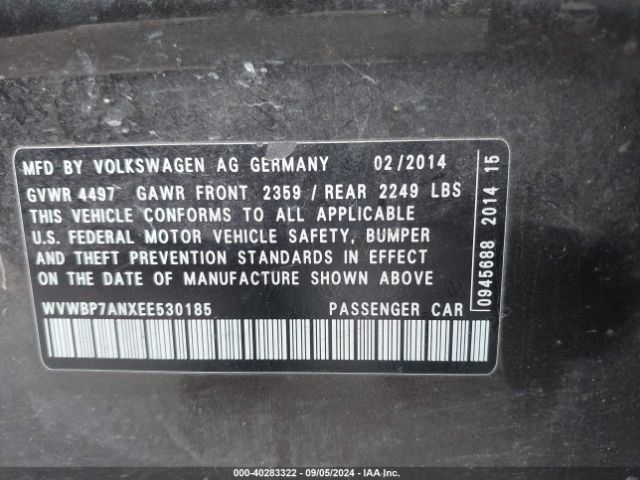 MFD BY VOLKSWAGEN AG GERMANY 02/2014
GVWR 4497 GAWR FRONT 2359 / REAR 2249 LBS
THIS VEHICLE CONFORMS TO ALL APPLICABLE
U.S. FEDERAL MOTOR VEHICLE SAFETY, BUMPER
AND THEFT PREVENTION STANDARDS IN EFFECT
ON THE DATE OF MANUFACTURE SHOWN ABOVE
WVWBP7ANXEE530185 PASSENGER CAR
0945688 2014 15
000-40283322 - 09/05/2024 - IAA Inc.